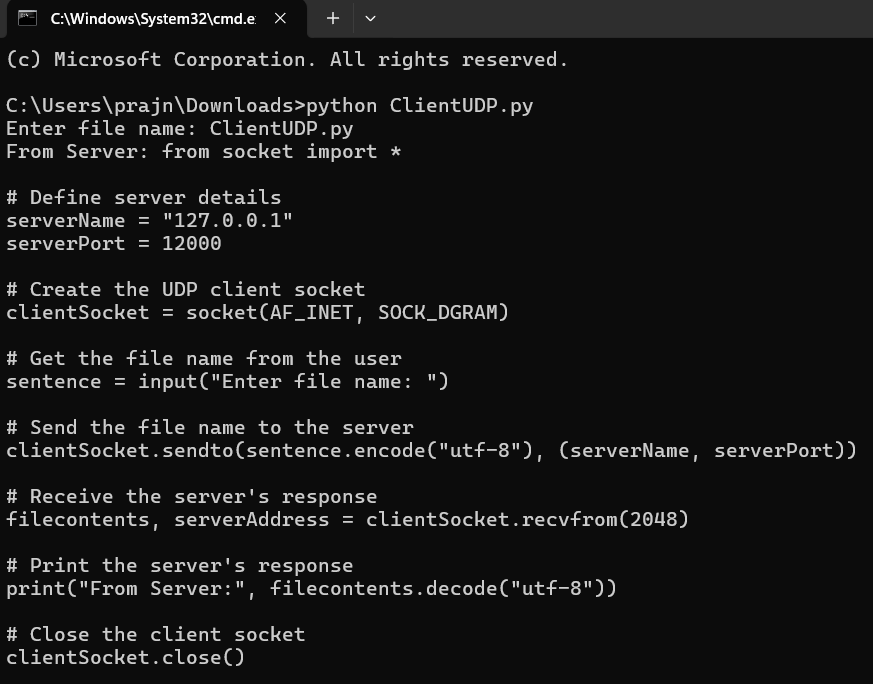 C:\Windows\System32\cmd.e
(c) Microsoft Corporation. All rights reserved.
C:\Users\prajn\Downloads>python ClientUDP.py
Enter file name: ClientUDP.py
From Server: from socket import *
# Define server details
serverName = "127.0.0.1"
serverPort = 12000
# Create the UDP client socket
clientSocket = socket(AF_INET, SOCK_DGRAM)
# Get the file name from the user
sentence = input("Enter file name: ")
# Send the file name to the server
clientSocket.sendto(sentence.encode("utf-8"), (serverName, serverPort))
# Receive the server's response
filecontents, serverAddress = clientSocket.recvfrom(2048)
# Print the server's response
print("From Server:", filecontents.decode("utf-8"))
# Close the client socket
clientSocket.close()